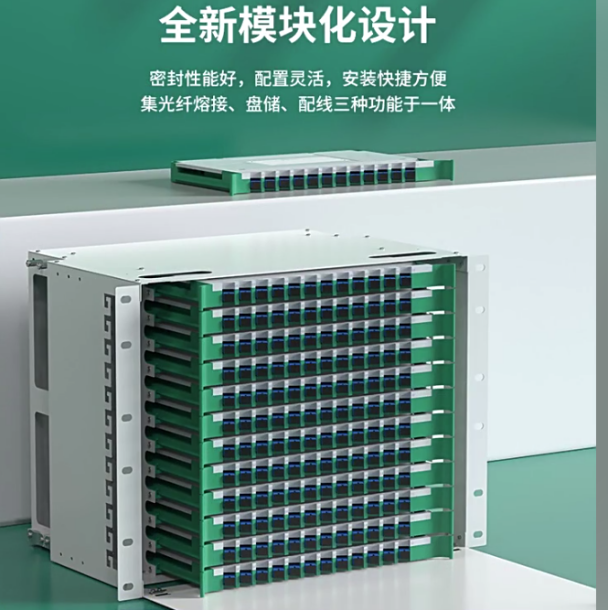 全新模块化设计
密封性能好，配置灵活，安装快捷方便
集光纤熔接、盘储、配线三种功能于一体